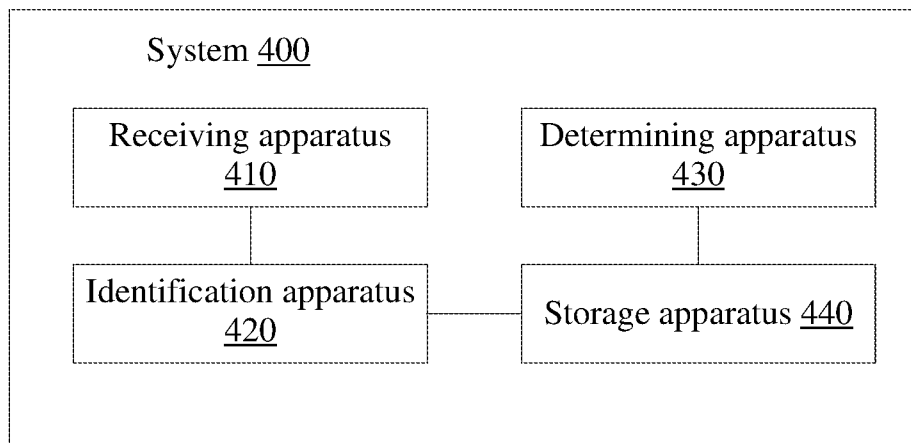 System 400
Receiving apparatus
410
Determining apparatus
430
Identification apparatus
420
Storage apparatus 440